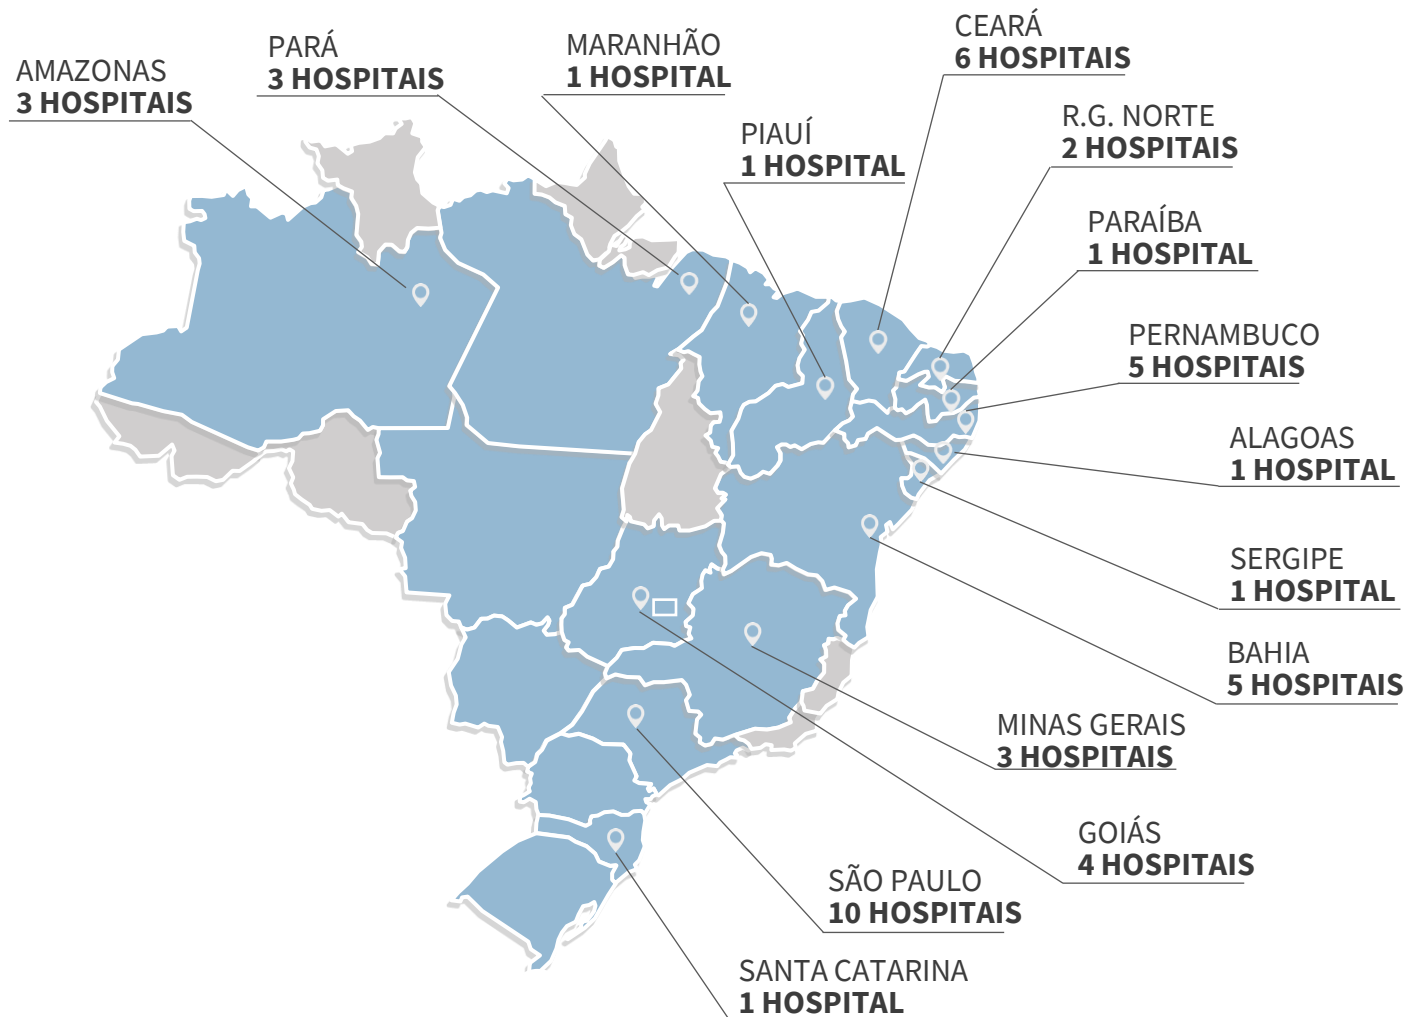 AMAZONAS
3 HOSPITAIS
PARÁ
3 HOSPITAIS
MARANHÃO
1 HOSPITAL
CEARÁ
6 HOSPITAIS
PIAUÍ
1 HOSPITAL
R.G. NORTE
2 HOSPITAIS
PARAÍBA
1 HOSPITAL
PERNAMBUCO
5 HOSPITAIS
ALAGOAS
1 HOSPITAL
SERGIPE
1 HOSPITAL
BAHIA
5 HOSPITAIS
MINAS GERAIS
3 HOSPITAIS
GOIÁS
4 HOSPITAIS
SÃO PAULO
10 HOSPITAIS
SANTA CATARINA
1 HOSPITAL